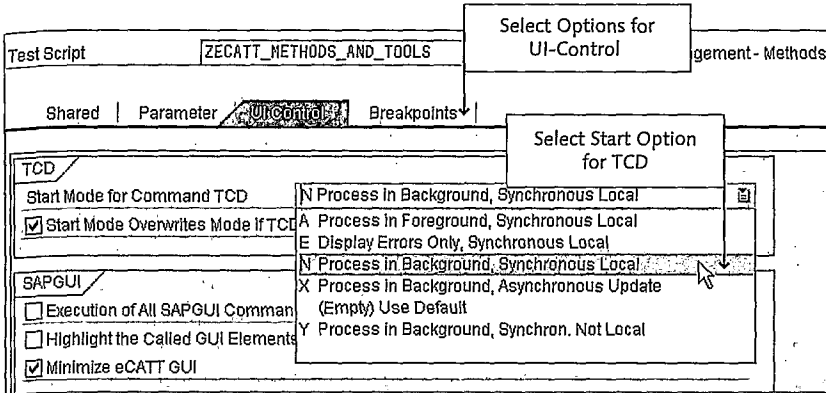 Select Options for
UI-Control
Test Script ZECATT_METHODS_AND_TOOLS gement - Methods
Shared Parameter UI Control Breakpoints
Select Start Option
for TCD
TCD
Start Mode for Command TCD N Process in Background, Synchronous Local
Start Mode Overwrites Mode if TCD
A Process in Foreground, Synchronous Local
E Display Errors Only, Synchronous Local
N Process in Background, Synchronous Local
X Process in Background, Asynchronous Update
(Empty) Use Default
Y Process in Background, Synchron. Not Local
SAPGUI
Execution of All SAPGUI Comman
Highlight the Called GUI Elements
Minimize eCATT GUI